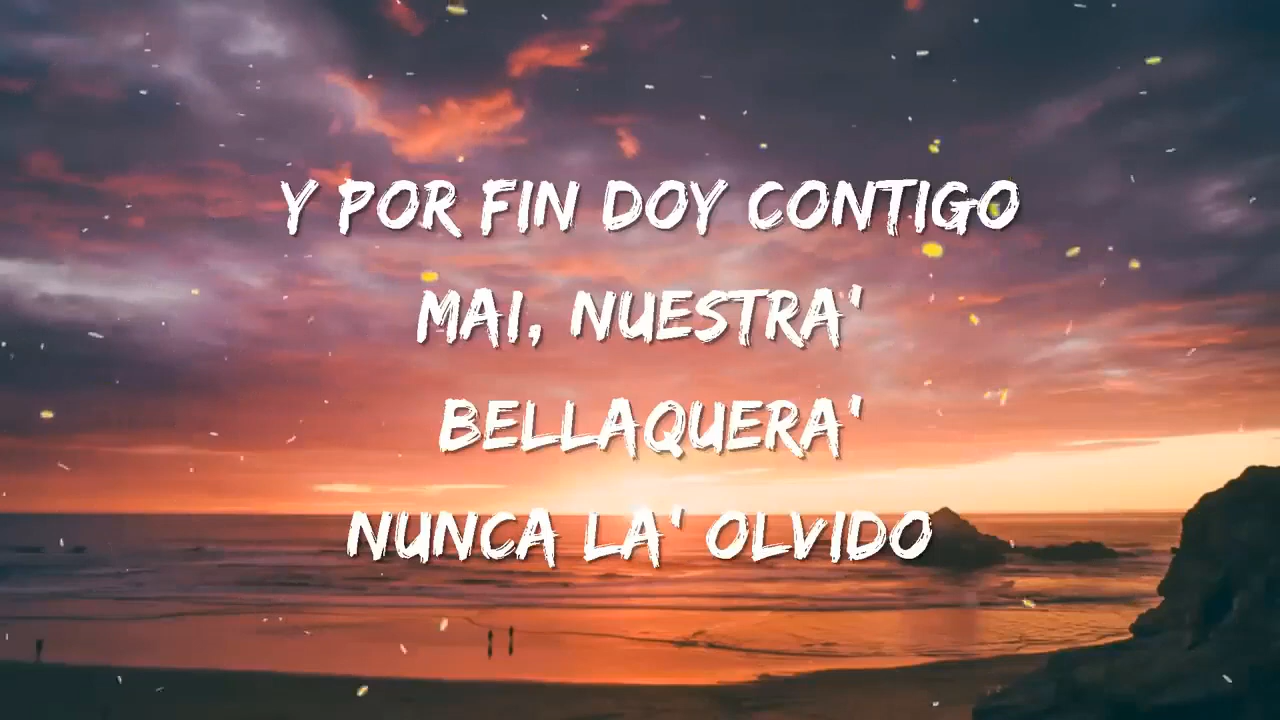 Y POR FIN DOY CONTIGO
MAI, NUESTRA'
BELLAQUERA'
NUNCA LA' OLVIDO